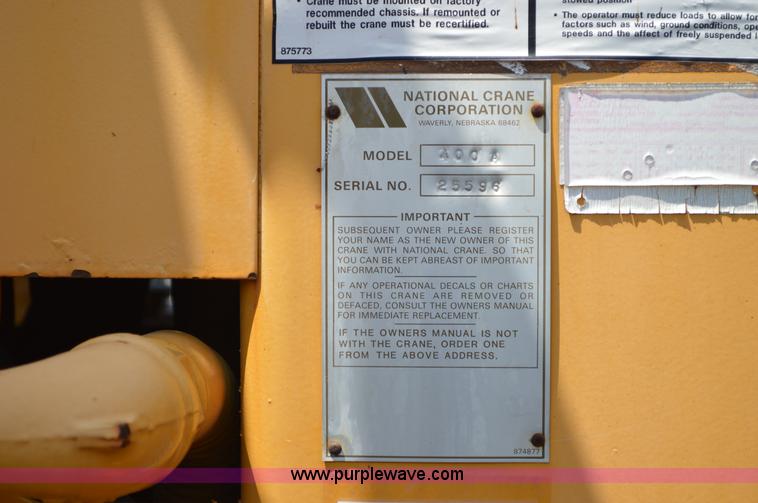 • Crane must be mounted on factory
recommended chassis. If remounted or
rebuilt the crane must be recertified.
875773
stowed position
• The operator must reduce loads to allow for
factors such as wind, ground conditions, ope
speeds and the affect of freely suspended l
NATIONAL CRANE
CORPORATION
WAVERLY, NEBRASKA 68462
MODEL 400 A
SERIAL NO. 25596
IMPORTANT
SUBSEQUENT OWNER PLEASE REGISTER
YOUR NAME AS THE NEW OWNER OF THIS
CRANE WITH NATIONAL CRANE. SO THAT
YOU CAN BE KEPT ABREAST OF IMPORTANT
INFORMATION.
IF ANY OPERATIONAL DECALS OR CHARTS
ON THIS CRANE ARE REMOVED OR
DEFACED, CONSULT THE OWNERS MANUAL
FOR IMMEDIATE REPLACEMENT.
IF THE OWNERS MANUAL IS NOT
WITH THE CRANE, ORDER ONE
FROM THE ABOVE ADDRESS.
874877
www.purplewave.com